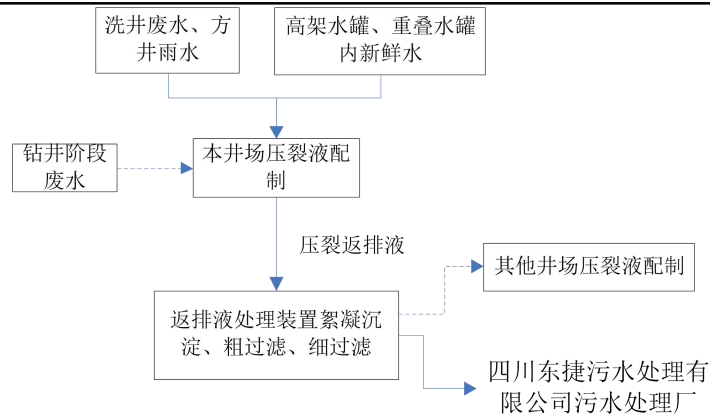 洗井废水、方
井雨水
高架水罐、重叠水罐
内新鲜水
钻井阶段
废水
本井场压裂液配
制
压裂返排液
其他井场压裂液配制
返排液处理装置絮凝沉
淀、粗过滤、细过滤
四川东捷污水处理有
限公司污水处理厂